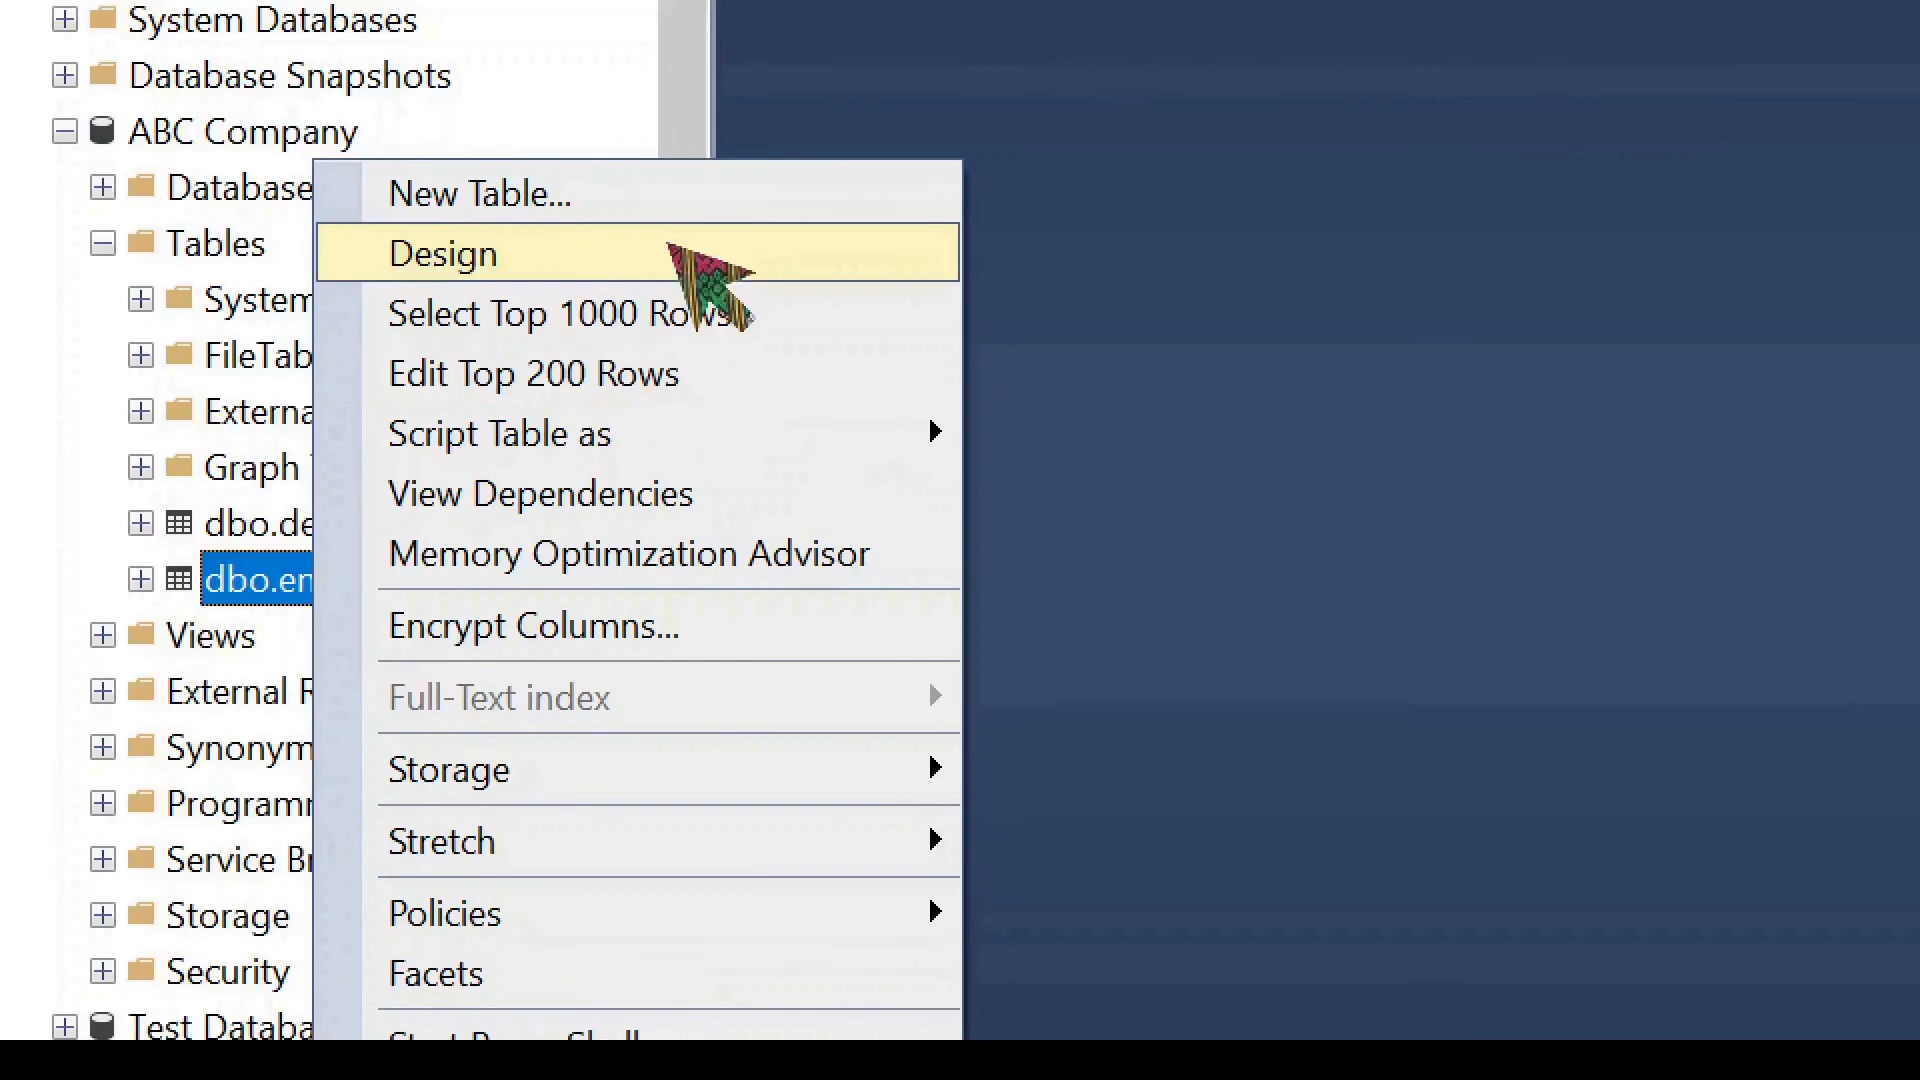 System Databases
Database Snapshots
ABC Company
Database
Tables
System
FileTab
Externa
Graph
dbo.de
dbo.em
Views
External R
Synonym
Program
Service Br
Storage
Security
Test Databa
New Table...
Design
Select Top 1000 Rows
Edit Top 200 Rows
Script Table as
View Dependencies
Memory Optimization Advisor
Encrypt Columns...
Full-Text index
Storage
Stretch
Policies
Facets